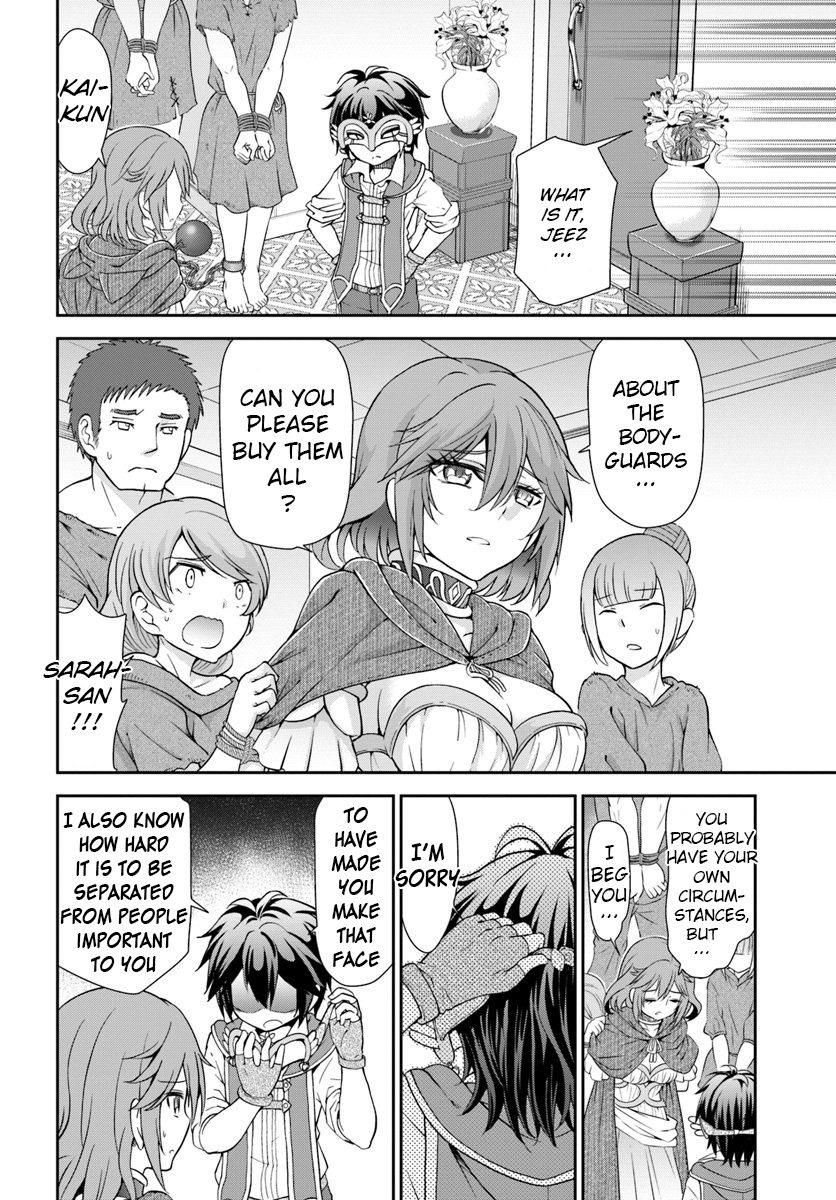 WHAT
IS IT,
JEEZ
...
KAI-
KUN
ABOUT
THE
BODY-
GUARDS
...
CAN YOU
PLEASE
BUY THEM
ALL
?
SARAH-
SAN
!!!
YOU
PROBABLY
HAVE YOUR
OWN
CIRCUM-
STANCES,
BUT
...
I
BEG
YOU
...
I'M
SORRY
TO
HAVE
MADE
YOU
MAKE
THAT
FACE
I ALSO KNOW
HOW HARD
IT IS TO BE
SEPARATED
FROM PEOPLE
IMPORTANT
TO YOU